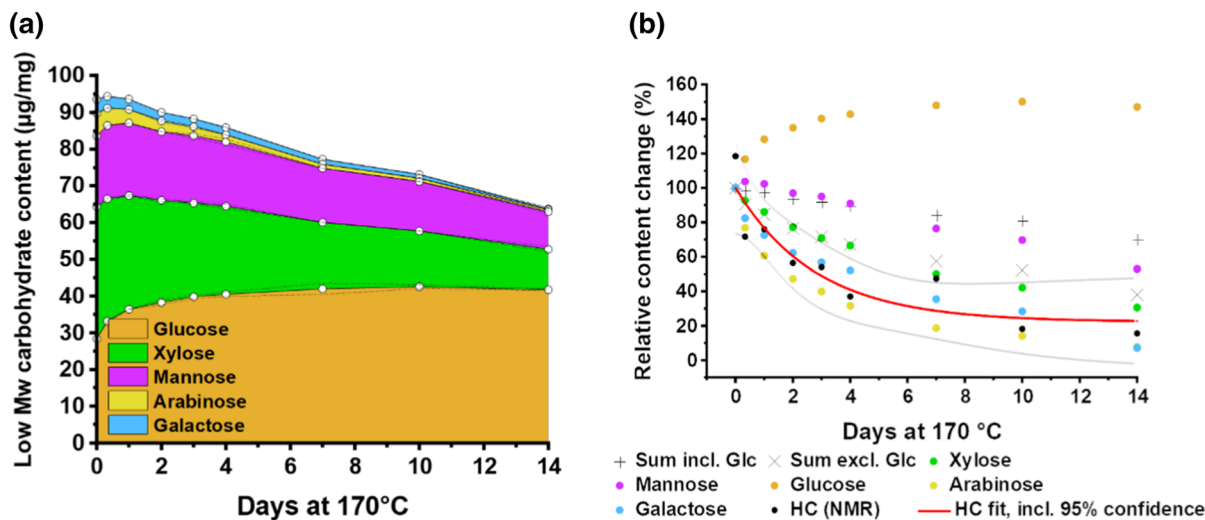 (a)
Low Mw carbohydrate content (µg/mg)
100
90
80
70
60
50
40
30
20
10
0
Glucose
Xylose
Mannose
Arabinose
Galactose
0 2 4 6 8 10 12 14
Days at 170°C
(b)
Relative content change (%)
160
140
120
100
80
60
40
20
0
0 2 4 6 8 10 12 14
Days at 170 °C
Sum incl. Glc Sum excl. Glc Xylose
Mannose Glucose Arabinose
Galactose HC (NMR) HC fit, incl. 95% confidence